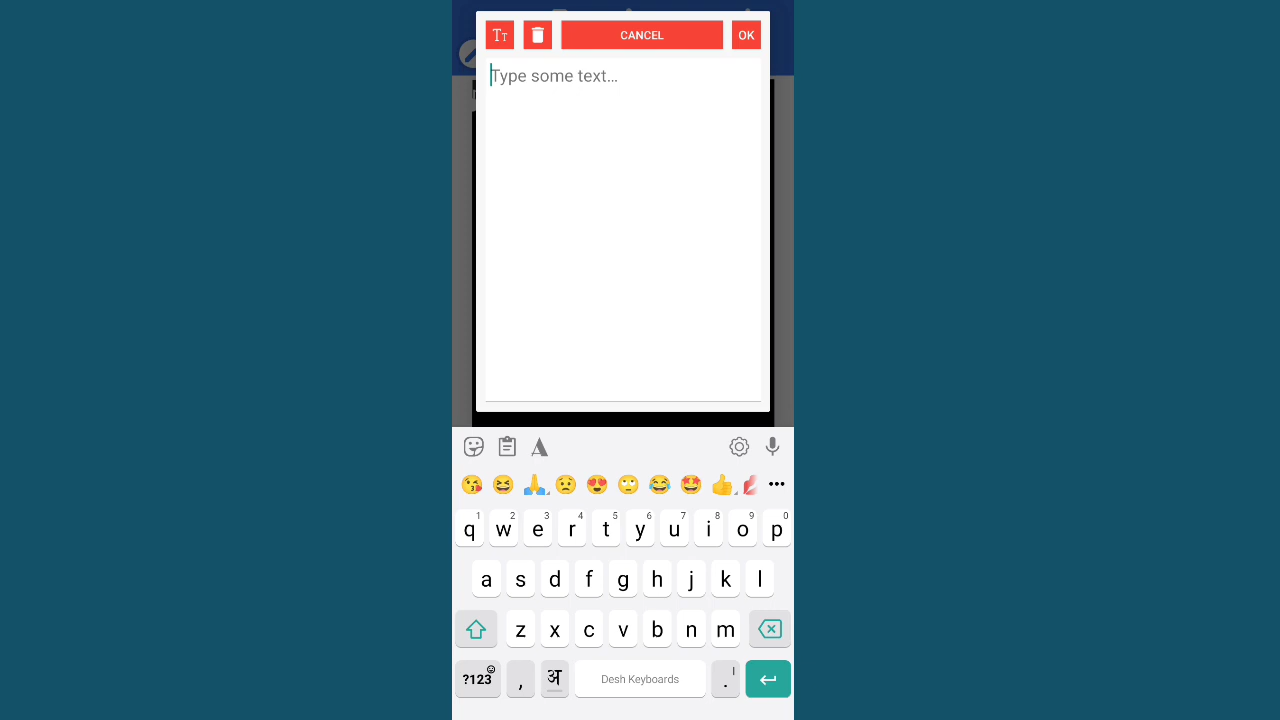 Tт CANCEL OK
Type some text...
1 2 3 4 5 6 7 8 9 0
q w e r t y u i o p
a s d f g h j k l
z x c v b n m
?123 , अ Desh Keyboards . |